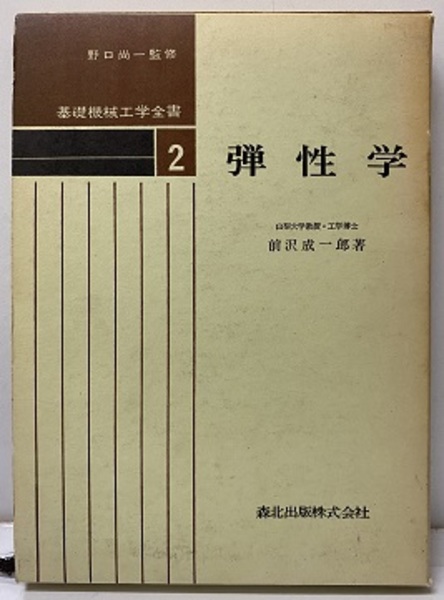 野口尚一監修
基礎機械工学全書
2
弾性学
山梨大学教授・工学博士
前沢成一郎著
森北出版株式会社